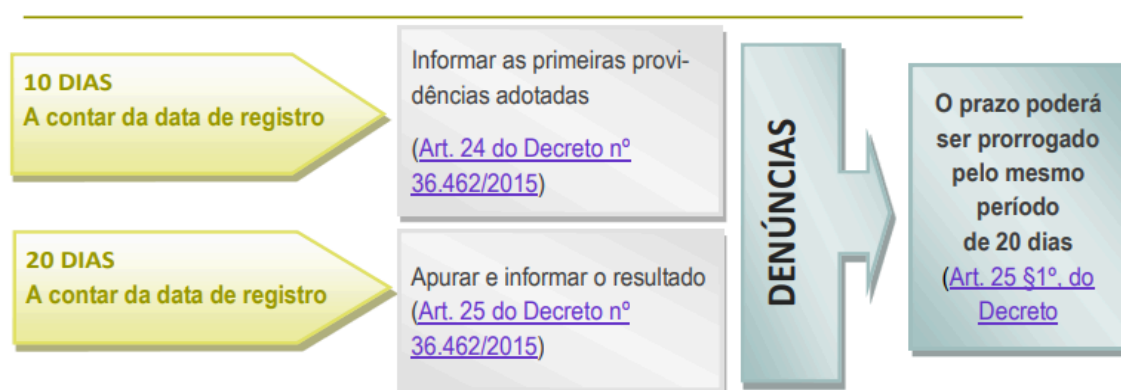 10 DIAS
A contar da data de registro
Informar as primeiras provi-
dências adotadas
(Art. 24 do Decreto nº
36.462/2015)
20 DIAS
A contar da data de registro
Apurar e informar o resultado
(Art. 25 do Decreto nº
36.462/2015)
DENÚNCIAS
O prazo poderá
ser prorrogado
pelo mesmo
período
de 20 dias
(Art. 25 §1º, do
Decreto